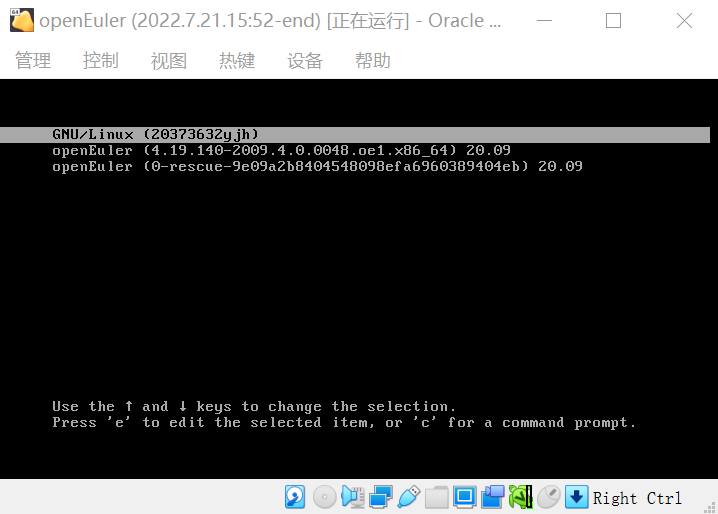 openEuler (2022.7.21.15:52-end) [正在运行] - Oracle ...
管理 控制 视图 热键 设备 帮助
GNU/Linux (20373632yjh)
openEuler (4.19.140-2009.4.0.0048.oe1.x86_64) 20.09
openEuler (0-rescue-9e09a2b8404548098efa6960389404eb) 20.09
Use the ↑ and ↓ keys to change the selection.
Press 'e' to edit the selected item, or 'c' for a command prompt.
Right Ctrl